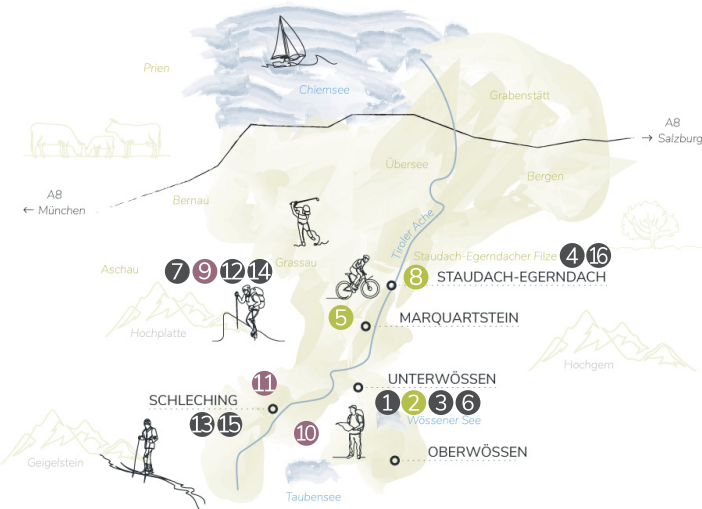 Prien
Chiemsee
Grabenstätt
A8
→ Salzburg
Übersee
Bergen
A8
← München
Bernau
Tiroler Ache
Staudach-Egerndacher Filze 4 16
Aschau
7 9 12 14
Grassau
8 STAUDACH-EGERNDACH
5
MARQUARTSTEIN
Hochplatte
Hochgern
11
UNTERWÖSSEN
SCHLECHING
1 2 3 6
13 15
Wössener See
10
OBERWÖSSEN
Geigelstein
Taubensee